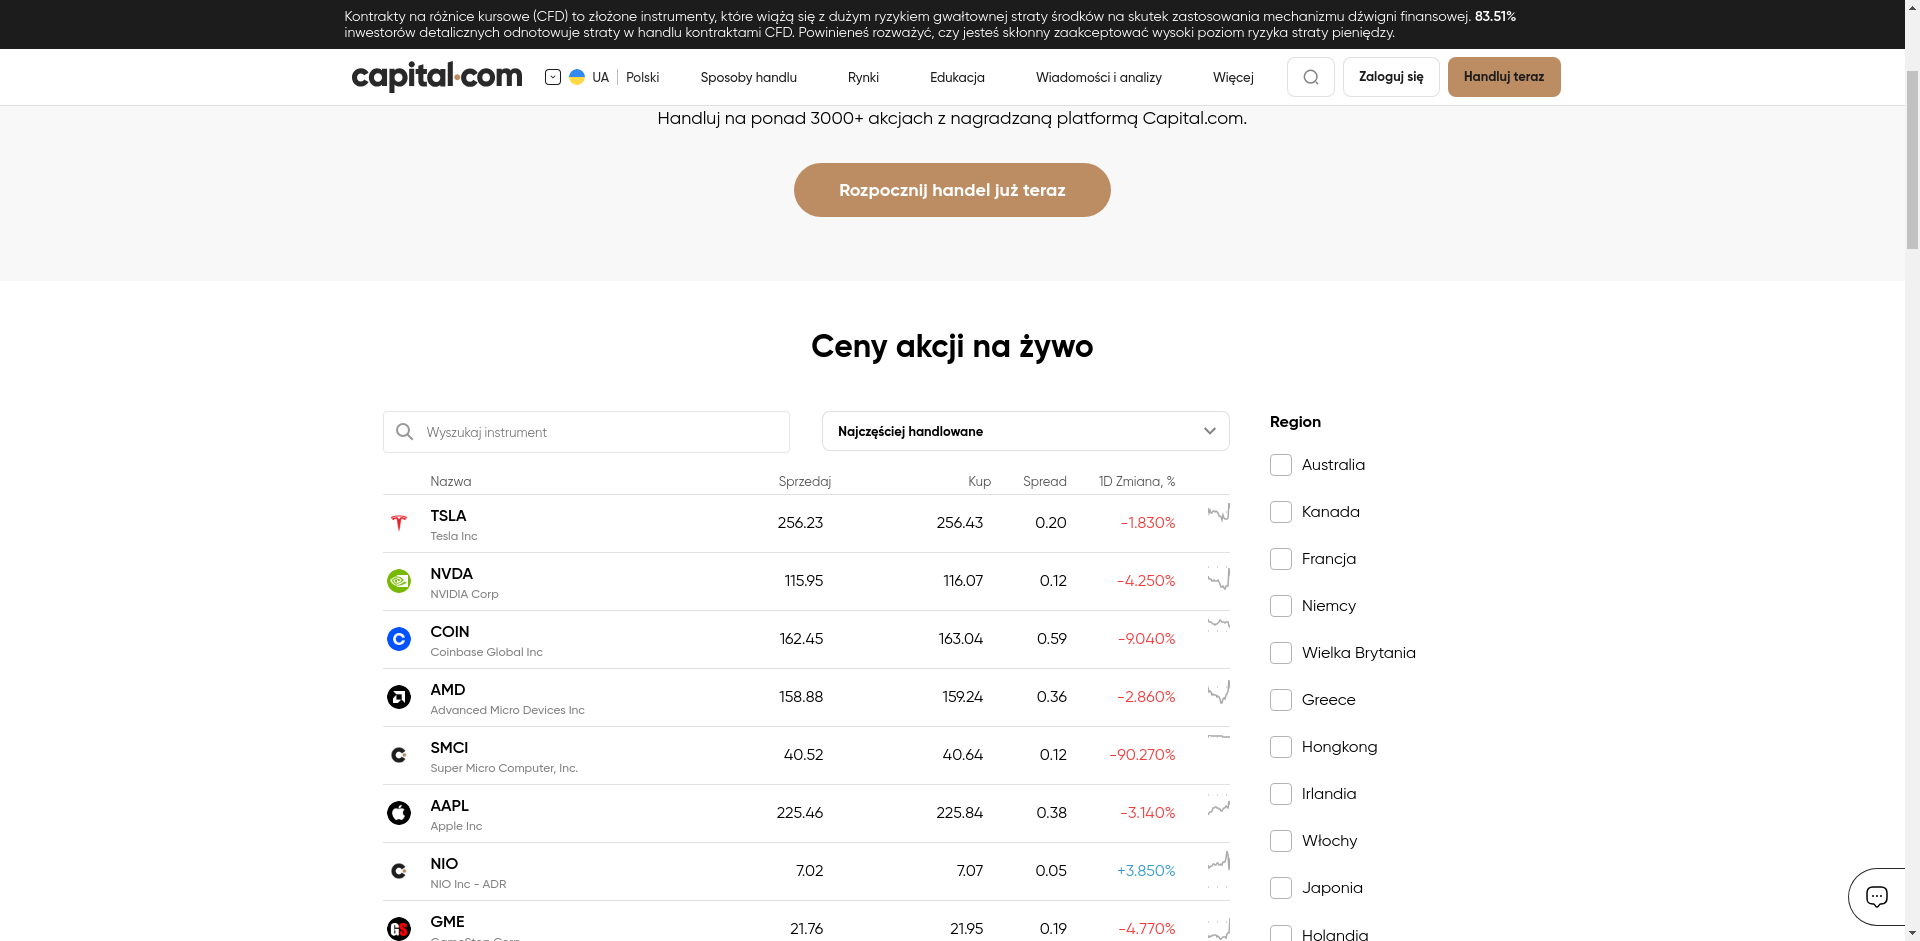 Kontrakty na różnice kursowe (CFD) to złożone instrumenty, które wiążą się z dużym ryzykiem gwałtownej straty środków na skutek zastosowania mechanizmu dźwigni finansowej. 83.51%
inwestorów detalicznych odnotowuje straty w handlu kontraktami CFD. Powinieneś rozważyć, czy jesteś skłonny zaakceptować wysoki poziom ryzyka straty pieniędzy.
capital.com UA Polski Sposoby handlu Rynki Edukacja Wiadomości i analizy Więcej Zaloguj się Handluj teraz
Handluj na ponad 3000+ akcjach z nagradzaną platformą Capital.com.
Rozpocznij handel już teraz
Ceny akcji na żywo
Wyszukaj instrument
Najczęściej handlowane
Nazwa Sprzedaj Kup Spread 1D Zmiana, %
TSLA 256.23 256.43 0.20 -1.830%
Tesla Inc
NVDA 115.95 116.07 0.12 -4.250%
NVIDIA Corp
COIN 162.45 163.04 0.59 -9.040%
Coinbase Global Inc
AMD 158.88 159.24 0.36 -2.860%
Advanced Micro Devices Inc
SMCI 40.52 40.64 0.12 -90.270%
Super Micro Computer, Inc.
AAPL 225.46 225.84 0.38 -3.140%
Apple Inc
NIO 7.02 7.07 0.05 +3.850%
NIO Inc - ADR
GME 21.76 21.95 0.19 -4.770%
GameStop Corp
Region
Australia
Kanada
Francja
Niemcy
Wielka Brytania
Greece
Hongkong
Irlandia
Włochy
Japonia
Holandia